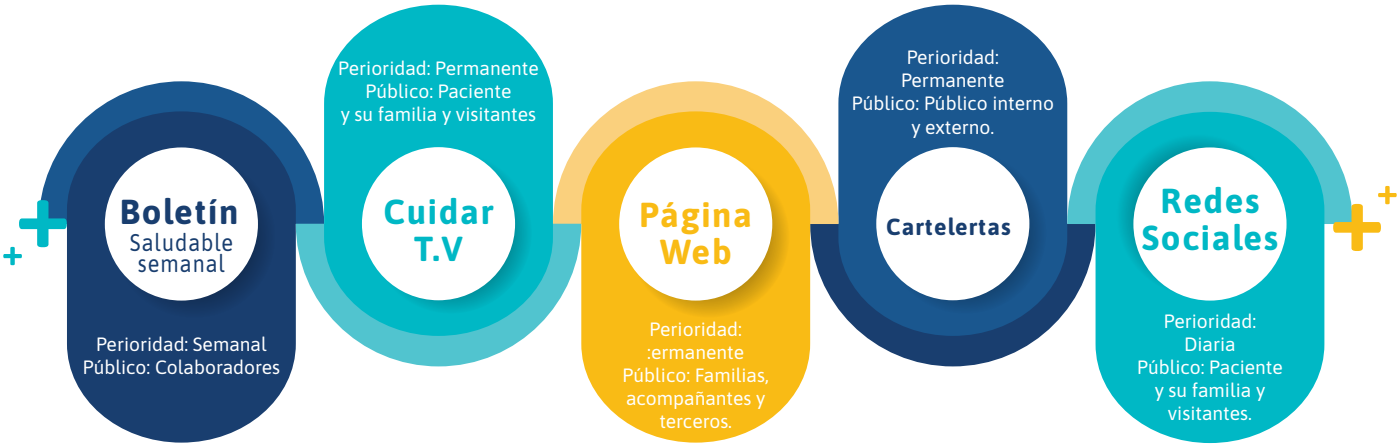 Boletín
Saludable
semanal
Perioridad: Semanal
Público: Colaboradores
Perioridad: Permanente
Público: Paciente
y su familia y visitantes
Cuidar
T.V
Página
Web
Perioridad:
:ermanente
Público: Familias,
acompañantes y
terceros.
Perioridad:
Permanente
Público: Público interno
y externo.
Cartelertas
Redes
Sociales
Perioridad:
Diaria
Público: Paciente
y su familia y
visitantes.